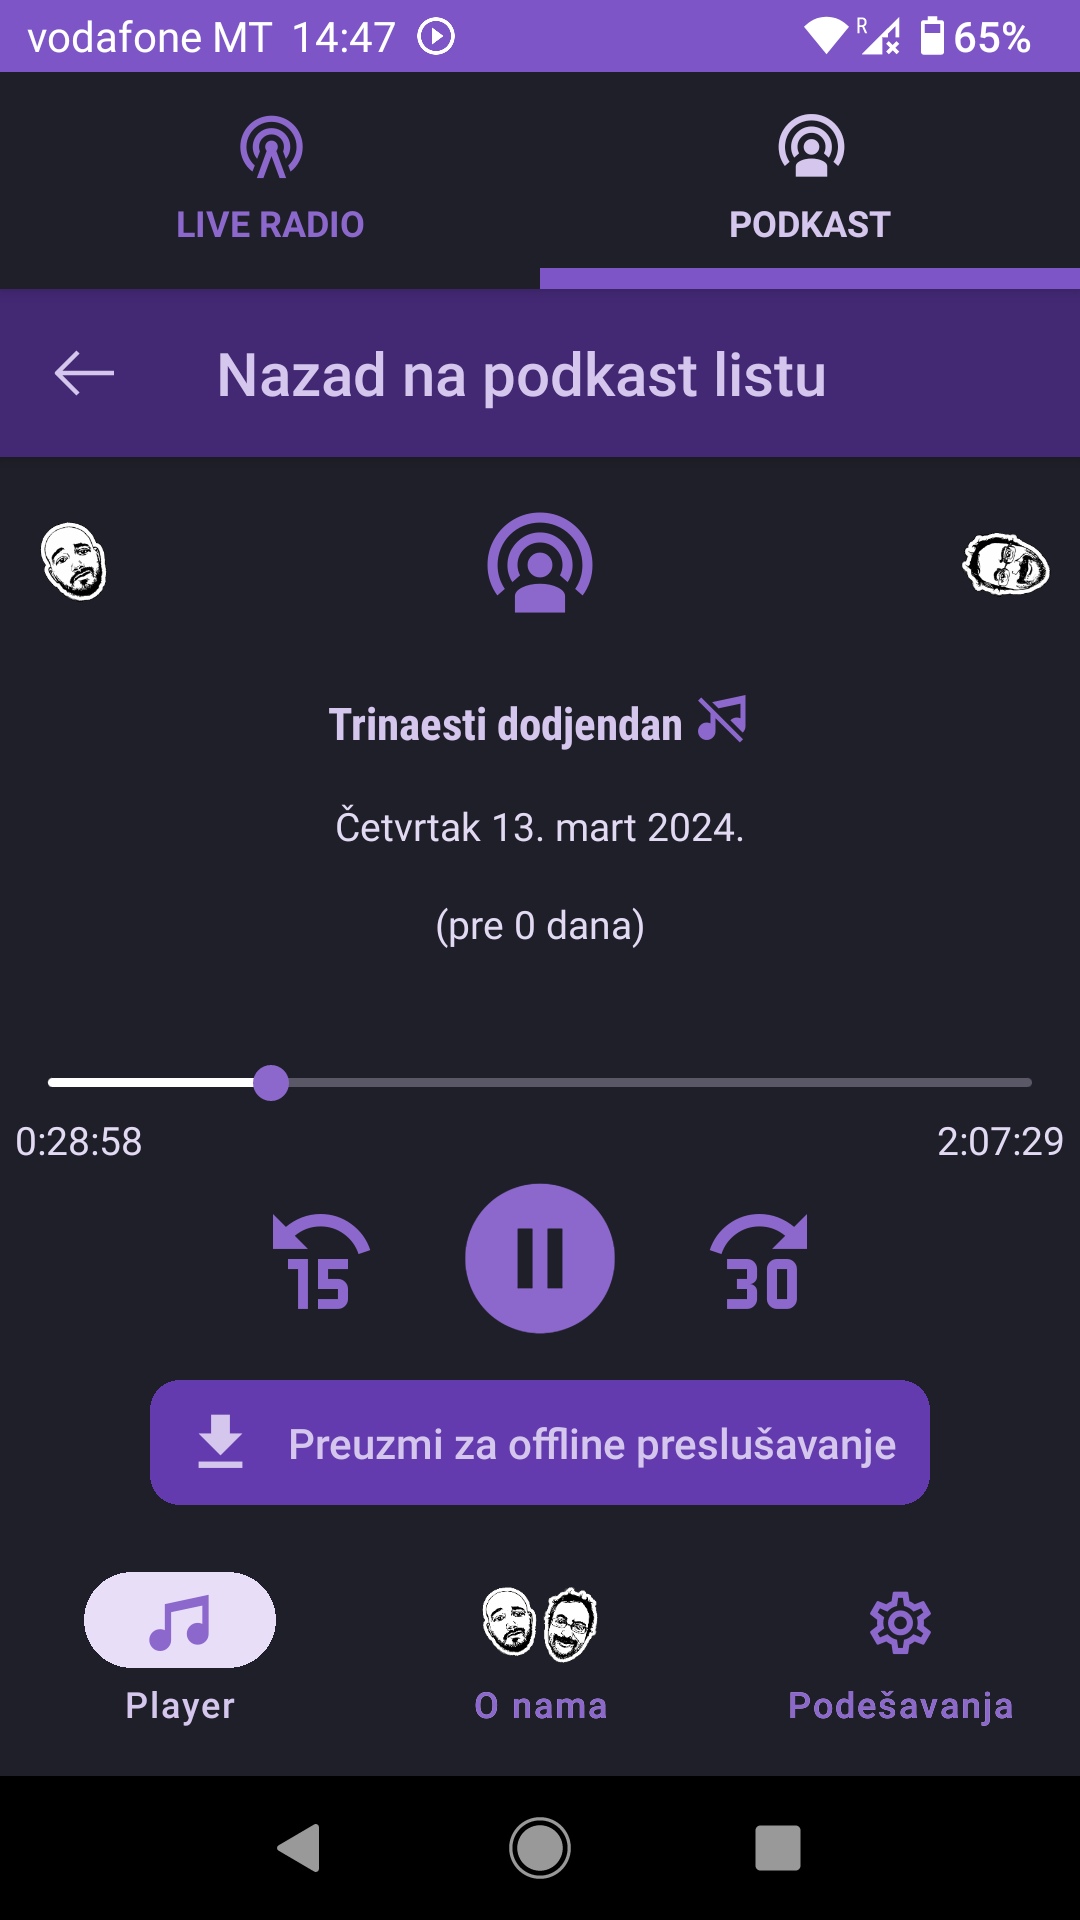 vodafone MT 14:47 R 65%
LIVE RADIO PODKAST
Nazad na podkast listu
Trinaesti dodjendan
Četvrtak 13. mart 2024.
(pre 0 dana)
0:28:58 2:07:29
15 30
Preuzmi za offline preslušavanje
Player O nama Podešavanja